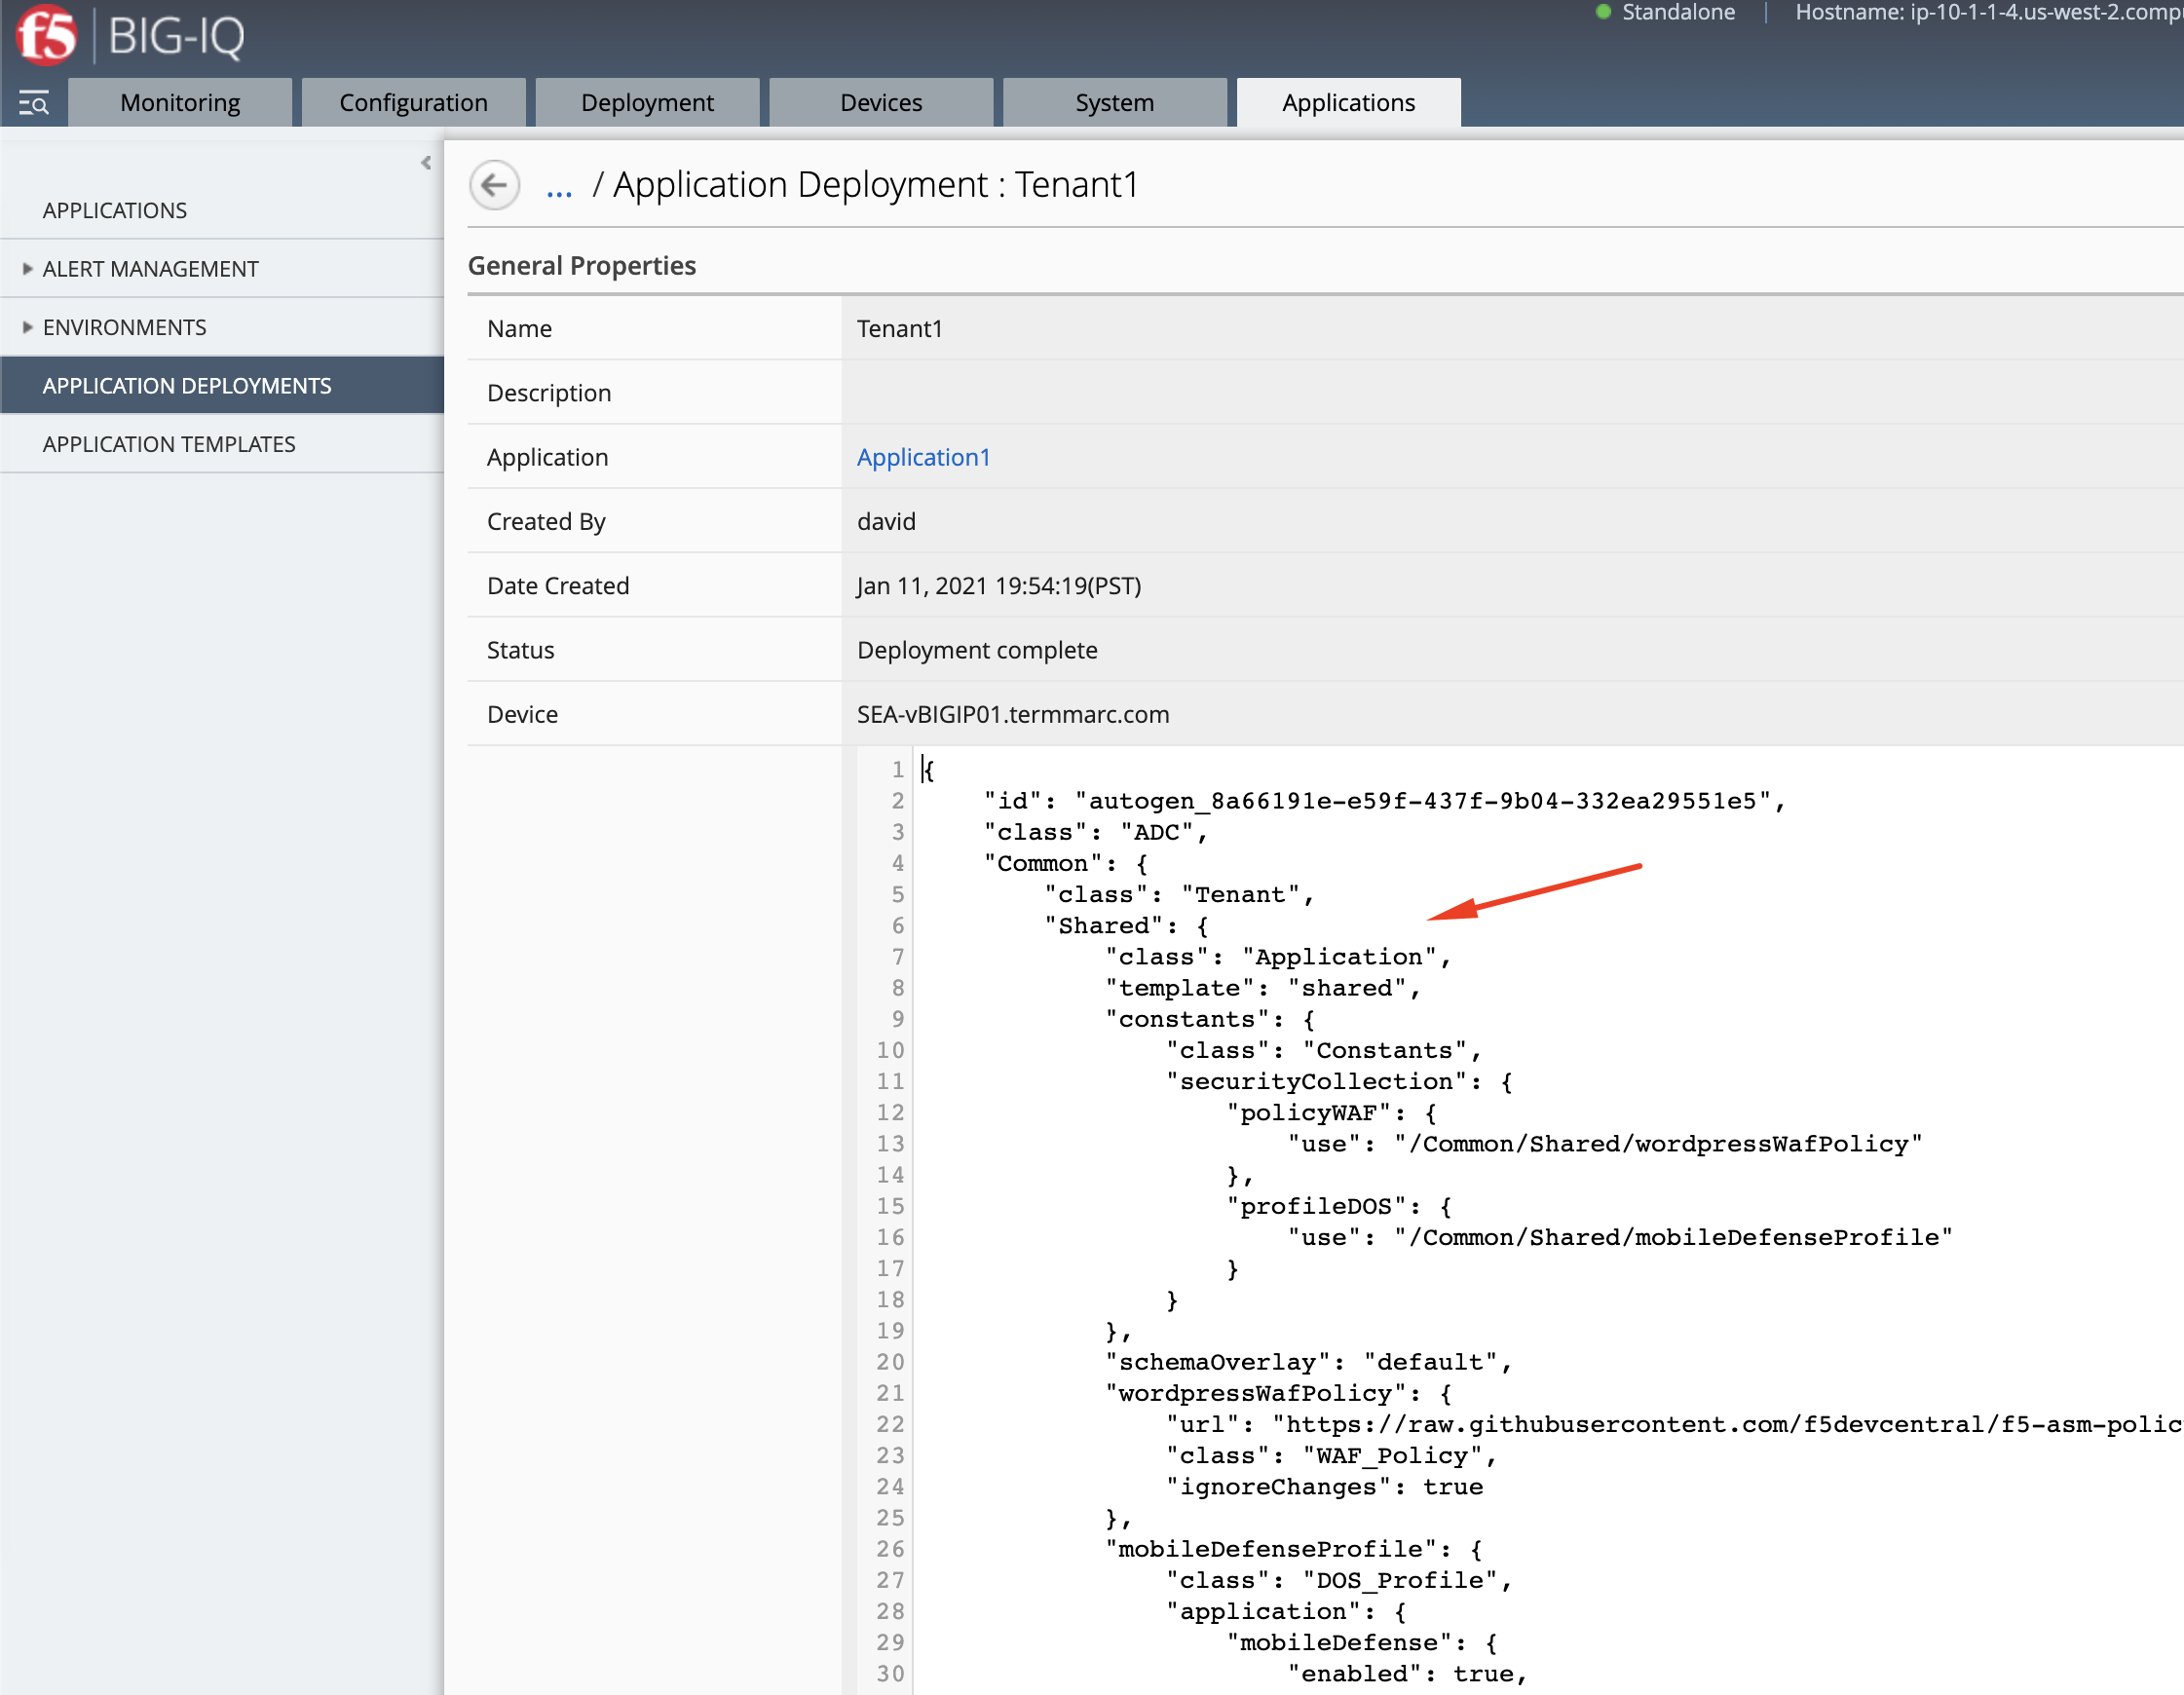 f5 BIG-IQ
Standalone | Hostname: ip-10-1-1-4.us-west-2.comp
Monitoring Configuration Deployment Devices System Applications
APPLICATIONS
ALERT MANAGEMENT
ENVIRONMENTS
APPLICATION DEPLOYMENTS
APPLICATION TEMPLATES
... / Application Deployment : Tenant1
General Properties
Name Tenant1
Description
Application Application1
Created By david
Date Created Jan 11, 2021 19:54:19(PST)
Status Deployment complete
Device SEA-vBIGIP01.termmarc.com
1 {
2 "id": "autogen_8a66191e-e59f-437f-9b04-332ea29551e5",
3 "class": "ADC",
4 "Common": {
5 "class": "Tenant",
6 "Shared": {
7 "class": "Application",
8 "template": "shared",
9 "constants": {
10 "class": "Constants",
11 "securityCollection": {
12 "policyWAF": {
13 "use": "/Common/Shared/wordpressWafPolicy"
14 },
15 "profileDOS": {
16 "use": "/Common/Shared/mobileDefenseProfile"
17 }
18 }
19 },
20 "schemaOverlay": "default",
21 "wordpressWafPolicy": {
22 "url": "https://raw.githubusercontent.com/f5devcentral/f5-asm-polic
23 "class": "WAF_Policy",
24 "ignoreChanges": true
25 },
26 "mobileDefenseProfile": {
27 "class": "DOS_Profile",
28 "application": {
29 "mobileDefense": {
30 "enabled": true,